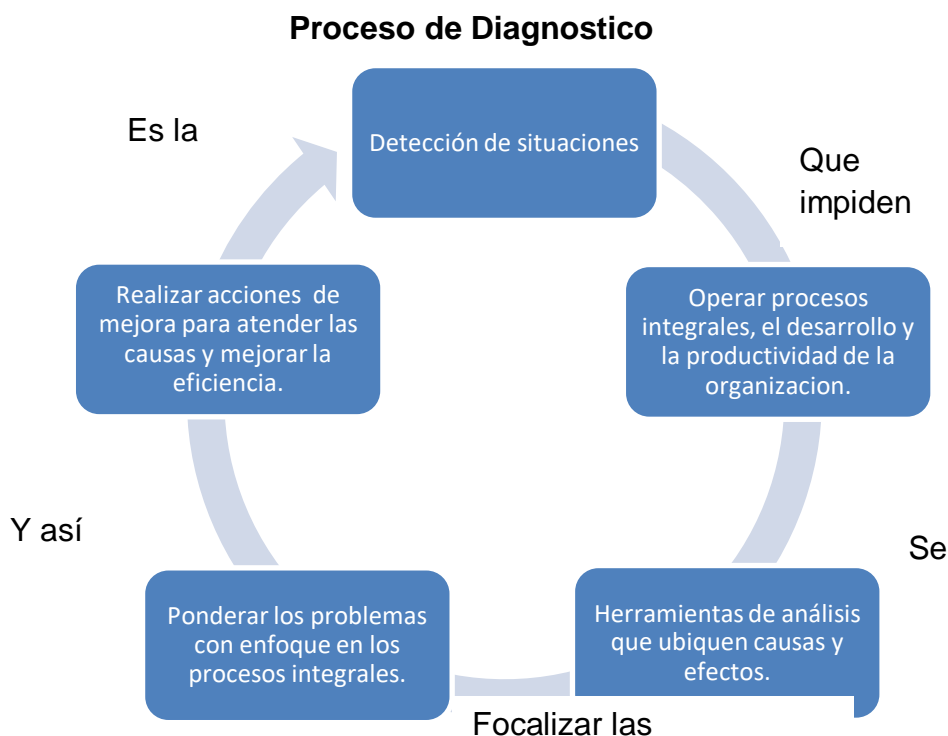 Proceso de Diagnostico
Es la
Detección de situaciones
Que
impiden
Operar procesos
integrales, el desarrollo y
la productividad de la
organizacion.
Se
Herramientas de análisis
que ubiquen causas y
efectos.
Focalizar las
Ponderar los problemas
con enfoque en los
procesos integrales.
Y así
Realizar acciones de
mejora para atender las
causas y mejorar la
eficiencia.